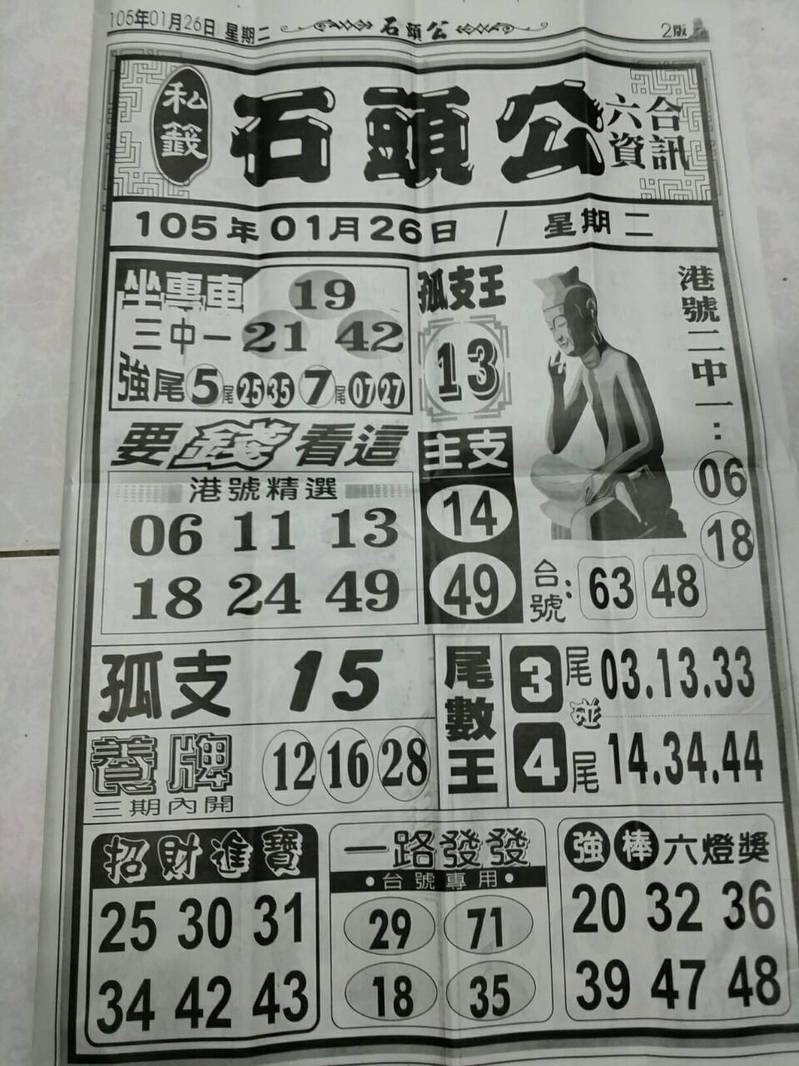 105年01月26日 星期二
石頭公
2版
私籤
石頭公
六合資訊
105年01月26日 / 星期二
坐專車
三中一
19
21 42
強尾 5尾 25 35 7尾 07 27
孤支王
13
港號二中一:
06
18
要錢看這
港號精選
06 11 13
18 24 49
主支
14
49
台號: 63 48
孤支 15
養牌
三期內開
12 16 28
尾數王
3尾 03.13.33
碰
4尾 14.34.44
招財進寶
25 30 31
34 42 43
一路發發
•台號專用•
29 71
18 35
強棒六燈獎
20 32 36
39 47 48